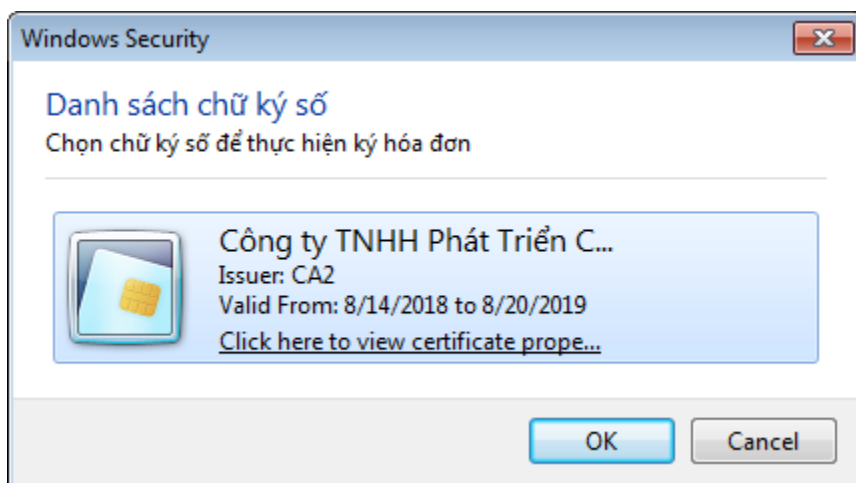 Windows Security
Danh sách chữ ký số
Chọn chữ ký số để thực hiện ký hóa đơn
Công ty TNHH Phát Triển C...
Issuer: CA2
Valid From: 8/14/2018 to 8/20/2019
Click here to view certificate prope...
OK
Cancel